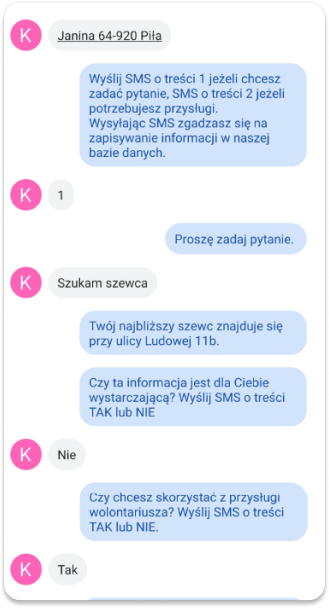 K
Janina 64-920 Piła
Wyślij SMS o treści 1 jeżeli chcesz
zadać pytanie, SMS o treści 2 jeżeli
potrzebujesz przysługi.
Wysyłając SMS zgadzasz się na
zapisywanie informacji w naszej
bazie danych.
K
1
Proszę zadaj pytanie.
K
Szukam szewca
Twój najbliższy szewc znajduje się
przy ulicy Ludowej 11b.
Czy ta informacja jest dla Ciebie
wystarczającą? Wyślij SMS o treści
TAK lub NIE
K
Nie
Czy chcesz skorzystać z przysługi
wolontariusza? Wyślij SMS o treści
TAK lub NIE.
K
Tak